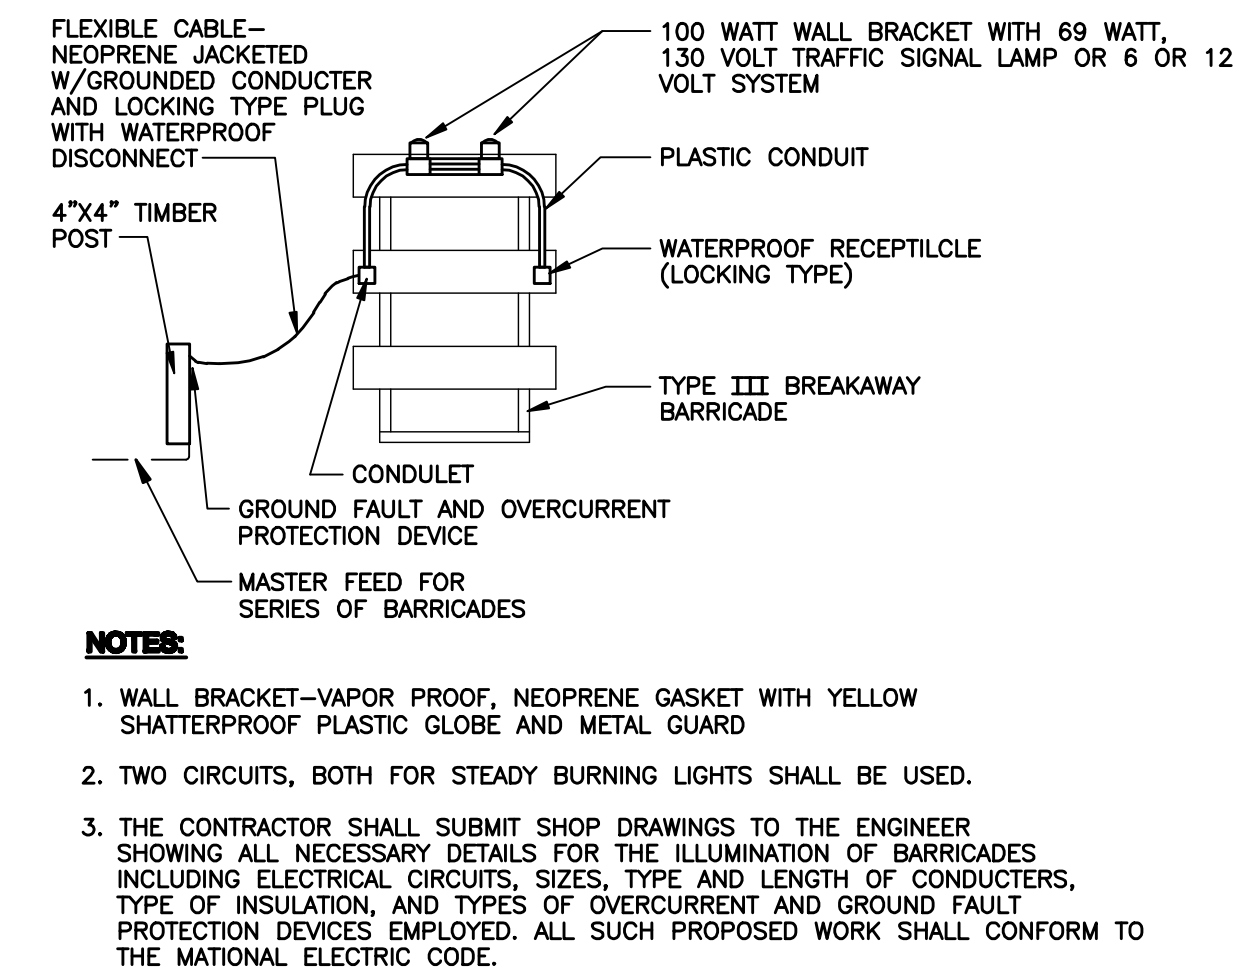 FLEXIBLE CABLE–
NEOPRENE JACKETED
W/GROUNDED CONDUCTER
AND LOCKING TYPE PLUG
WITH WATERPROOF
DISCONNECT
4"X4" TIMBER
POST
100 WATT WALL BRACKET WITH 69 WATT,
130 VOLT TRAFFIC SIGNAL LAMP OR 6 OR 12
VOLT SYSTEM
PLASTIC CONDUIT
WATERPROOF RECEPTILCLE
(LOCKING TYPE)
TYPE III BREAKAWAY
BARRICADE
CONDULET
GROUND FAULT AND OVERCURRENT
PROTECTION DEVICE
MASTER FEED FOR
SERIES OF BARRICADES
NOTES:
1. WALL BRACKET–VAPOR PROOF, NEOPRENE GASKET WITH YELLOW
SHATTERPROOF PLASTIC GLOBE AND METAL GUARD
2. TWO CIRCUITS, BOTH FOR STEADY BURNING LIGHTS SHALL BE USED.
3. THE CONTRACTOR SHALL SUBMIT SHOP DRAWINGS TO THE ENGINEER
SHOWING ALL NECESSARY DETAILS FOR THE ILLUMINATION OF BARRICADES
INCLUDING ELECTRICAL CIRCUITS, SIZES, TYPE AND LENGTH OF CONDUCTERS,
TYPE OF INSULATION, AND TYPES OF OVERCURRENT AND GROUND FAULT
PROTECTION DEVICES EMPLOYED. ALL SUCH PROPOSED WORK SHALL CONFORM TO
THE MATIONAL ELECTRIC CODE.